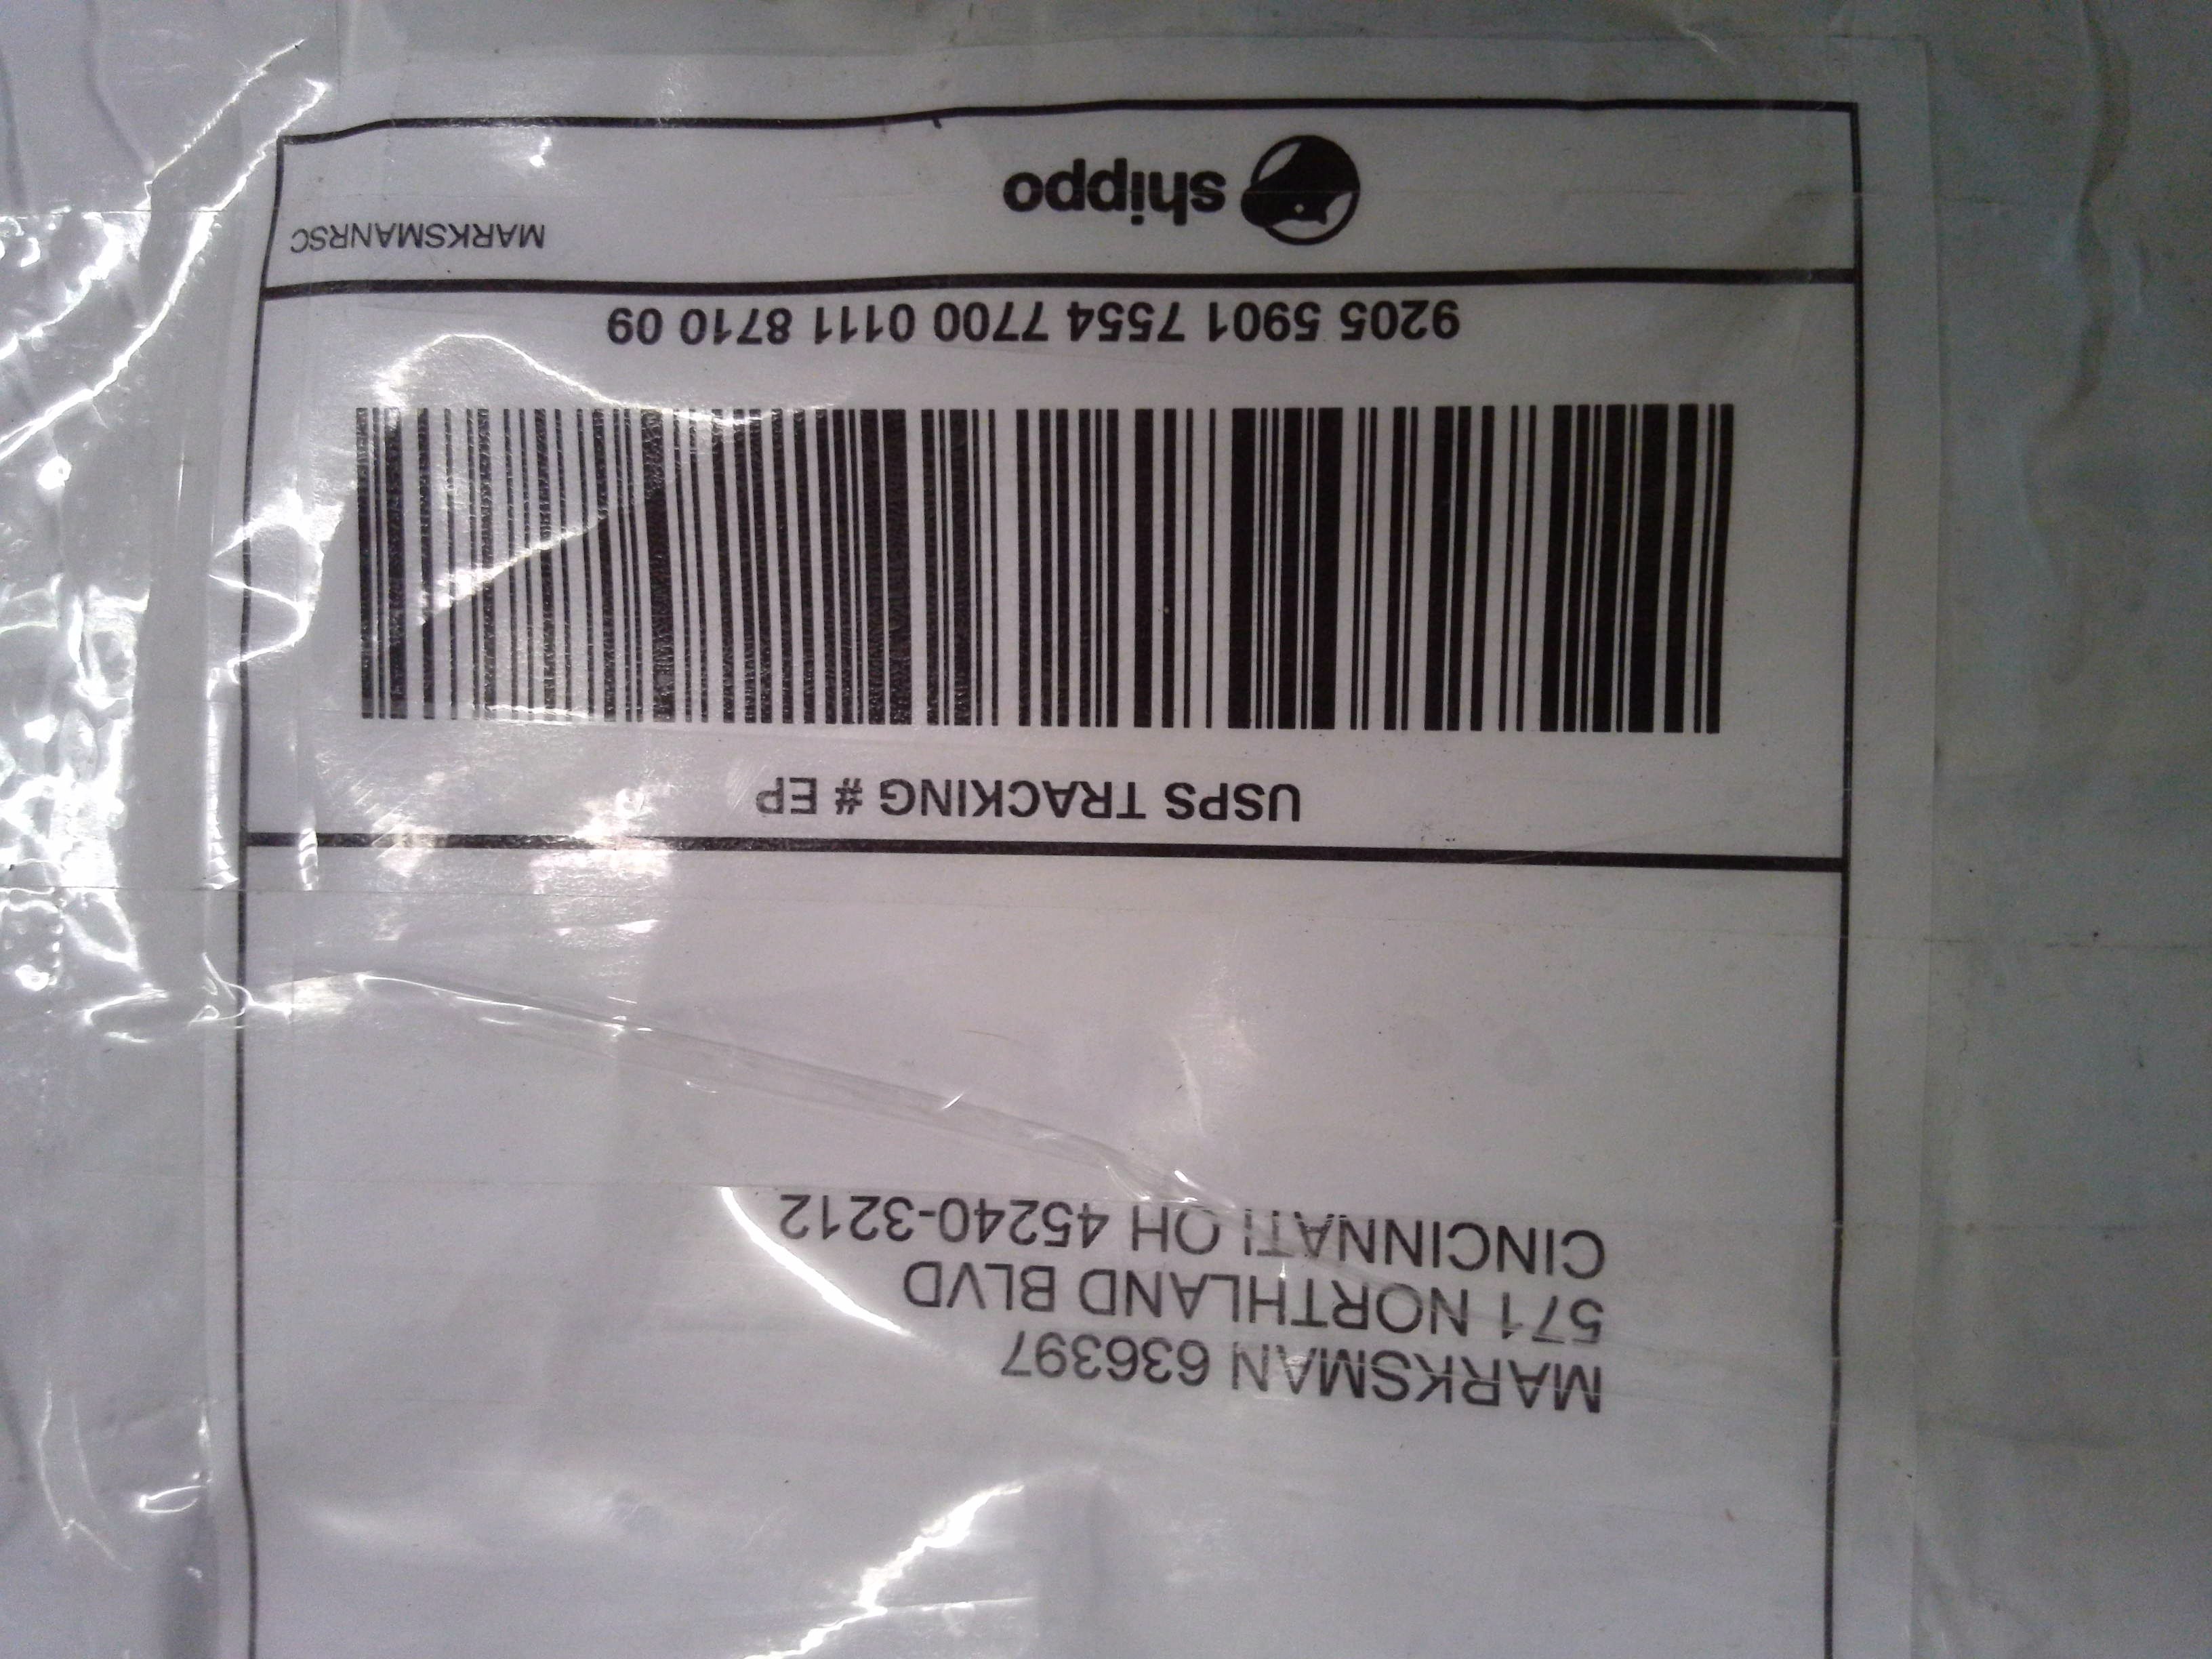 MARKSMAN 636397
571 NORTHLAND BLVD
CINCINNATI OH 45240-3212
USPS TRACKING # EP
9205 5901 7554 7700 0111 8710 09
shippo
MARKSMANRSC